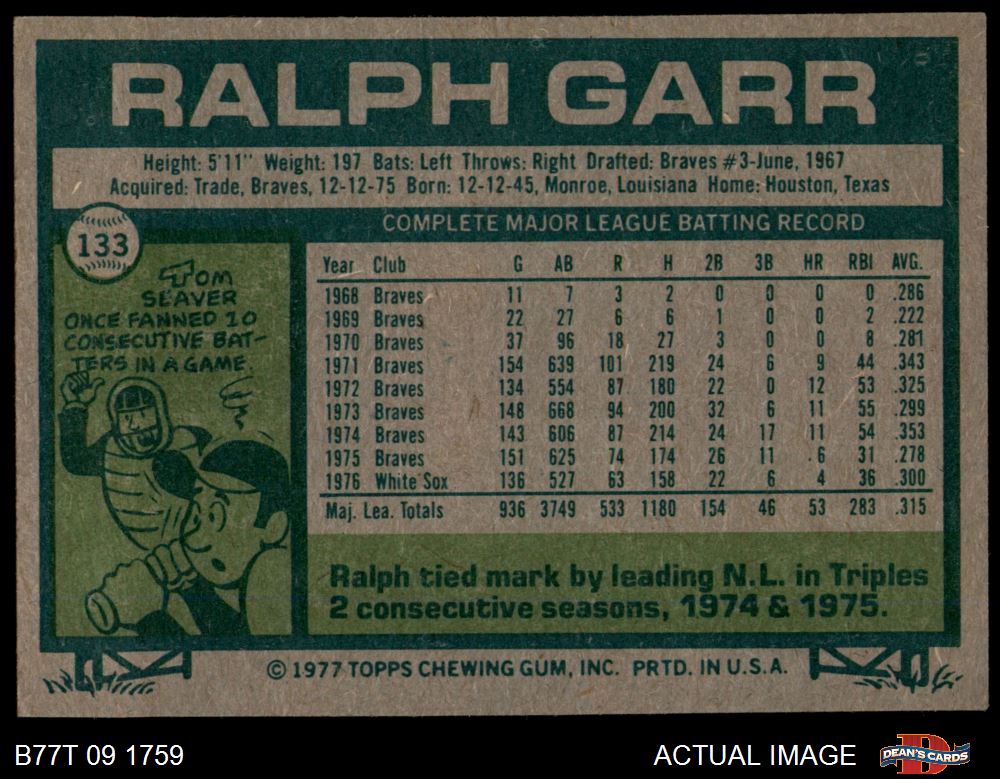 RALPH GARR
Height: 5'11" Weight: 197 Bats: Left Throws: Right Drafted: Braves #3-June, 1967
Acquired: Trade, Braves, 12-12-75 Born: 12-12-45, Monroe, Louisiana Home: Houston, Texas
COMPLETE MAJOR LEAGUE BATTING RECORD
133
TOM
SEAVER
ONCE FANNED 10
CONSECUTIVE BAT-
TERS IN A GAME.
Year Club G AB R H 2B 3B HR RBI AVG.
1968 Braves 11 7 3 2 0 0 0 0 .286
1969 Braves 22 27 6 6 1 0 0 2 .222
1970 Braves 37 96 18 27 3 0 0 8 .281
1971 Braves 154 639 101 219 24 6 9 44 .343
1972 Braves 134 554 87 180 22 0 12 53 .325
1973 Braves 148 668 94 200 32 6 11 55 .299
1974 Braves 143 606 87 214 24 17 11 54 .353
1975 Braves 151 625 74 174 26 11 6 31 .278
1976 White Sox 136 527 63 158 22 6 4 36 .300
Maj. Lea. Totals 936 3749 533 1180 154 46 53 283 .315
Ralph tied mark by leading N.L. in Triples
2 consecutive seasons, 1974 & 1975.
© 1977 TOPPS CHEWING GUM, INC. PRTD. IN U.S.A.
B77T 09 1759
ACTUAL IMAGE
DEAN'S CARDS